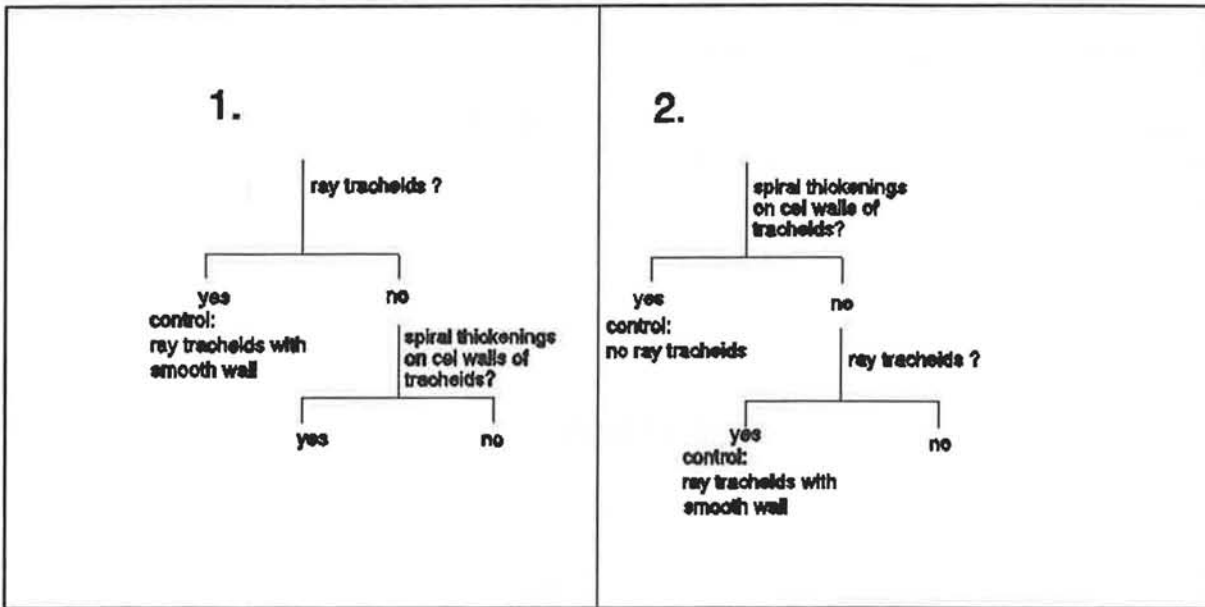 1.
ray tracheids ?
yes
no
control:
ray tracheids with
smooth wall
spiral thickenings
on cel walls of
tracheids?
yes
no
2.
spiral thickenings
on cel walls of
tracheids?
yes
no
control:
no ray tracheids
ray tracheids ?
yes
no
control:
ray tracheids with
smooth wall